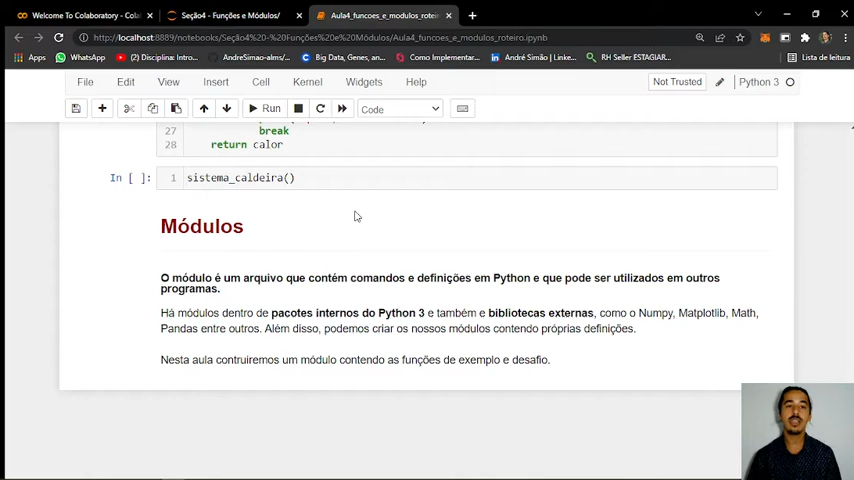 Welcome To Colaboratory - Colal
Seção4 - Funções e Módulos/
Aula4_funcoes_e_modulos_roteir
http://localhost:8889/notebooks/Seção4%20-%20Funções%20e%20Módulos/Aula4_funcoes_e_modulos_roteiro.ipynb
Apps
WhatsApp
(2) [Disciplina: Introd...
AndreSimao-alms/d...
Big Data, Genes, an...
Como Implementar...
André Simão | Linke...
RH Seller ESTAGIAR...
Lista de leitura
File Edit View Insert Cell Kernel Widgets Help
Not Trusted
Python 3
Run
Code
27 break
28 return calor
In [ ]: 1 sistema_caldeira()
Módulos
O módulo é um arquivo que contém comandos e definições em Python e que pode ser utilizados em outros
programas.
Há módulos dentro de pacotes internos do Python 3 e também e bibliotecas externas, como o Numpy, Matplotlib, Math,
Pandas entre outros. Além disso, podemos criar os nossos módulos contendo próprias definições.
Nesta aula contruiremos um módulo contendo as funções de exemplo e desafio.